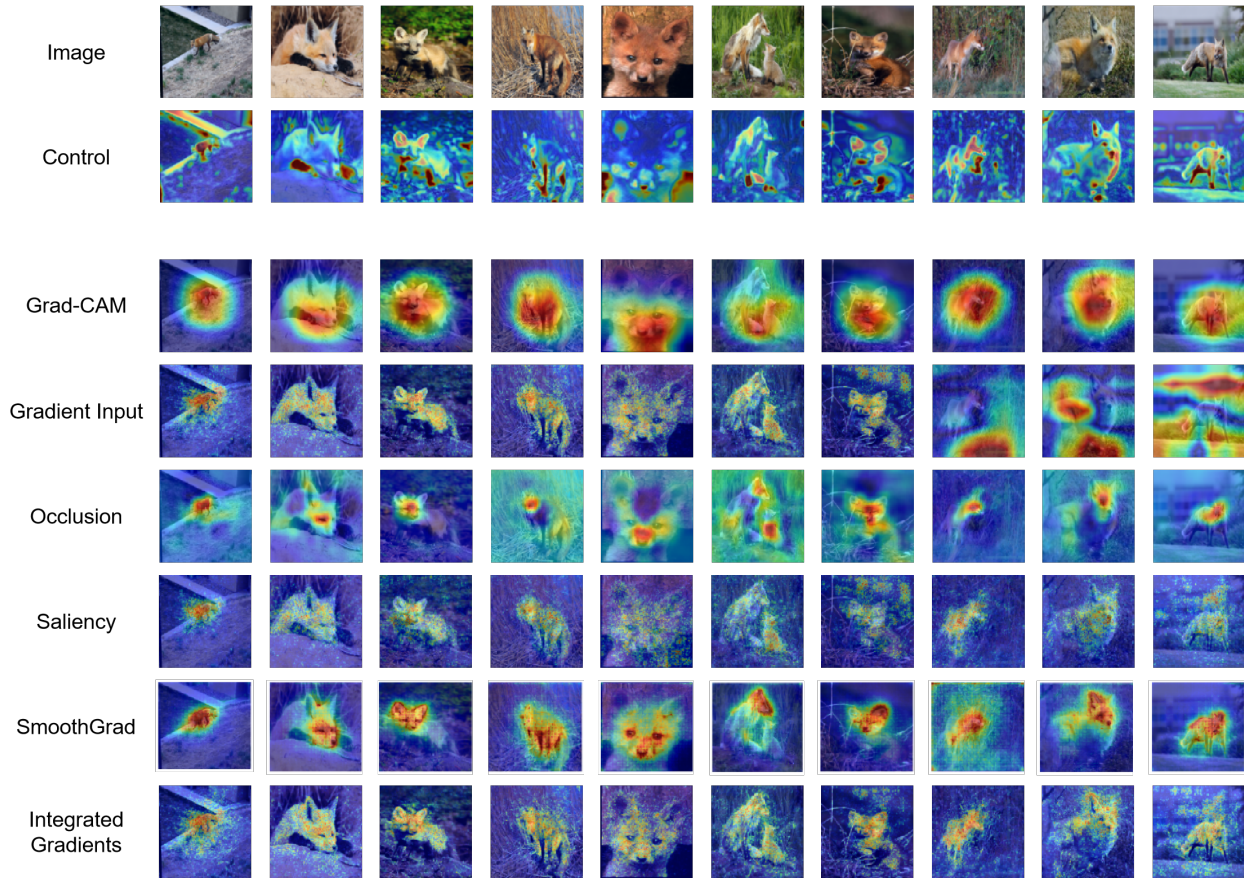 Image
Control
Grad-CAM
Gradient Input
Occlusion
Saliency
SmoothGrad
Integrated
Gradients